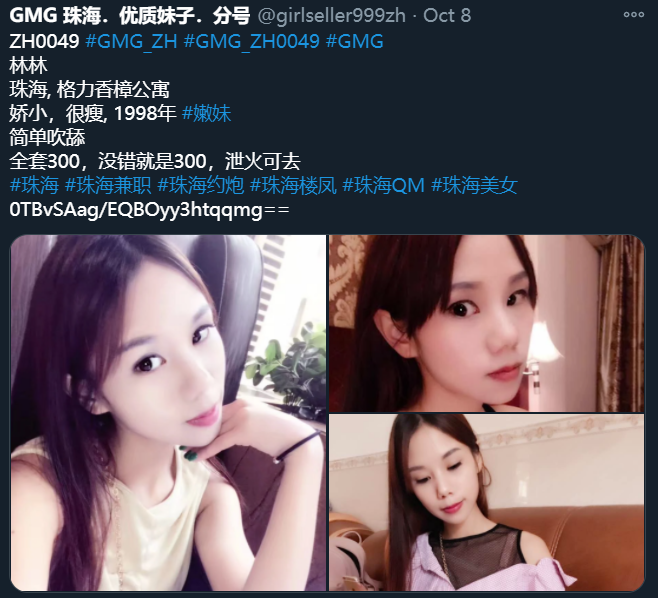 GMG 珠海．优质妹子．分号 @girlseller999zh · Oct 8
ZH0049 #GMG_ZH #GMG_ZH0049 #GMG
林林
珠海, 格力香樟公寓
娇小，很瘦, 1998年 #嫩妹
简单吹舔
全套300，没错就是300，泄火可去
#珠海 #珠海兼职 #珠海约炮 #珠海楼凤 #珠海QM #珠海美女
0TBvSAag/EQBOyy3htqqmg==